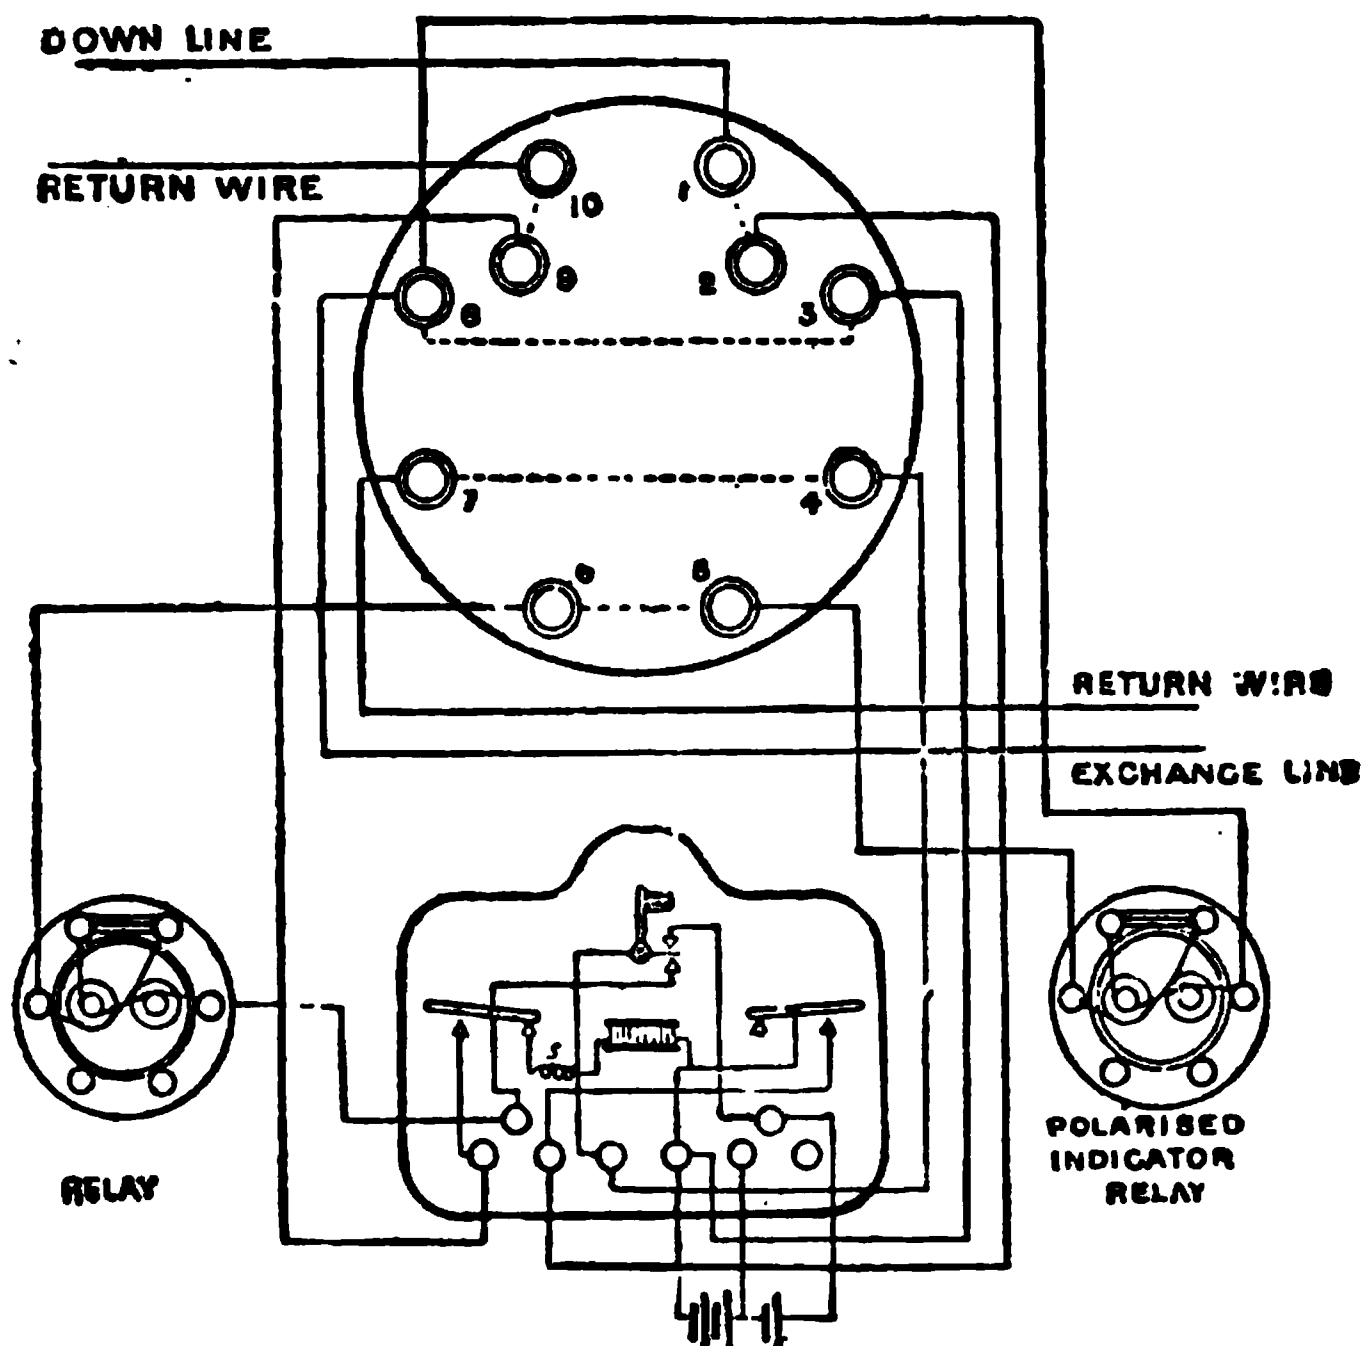 DOWN LINE
RETURN WIRE
10
1
9
2
8
3
7
4
6
5
RETURN WIRE
EXCHANGE LINE
S
RELAY
POLARISED
INDICATOR
RELAY